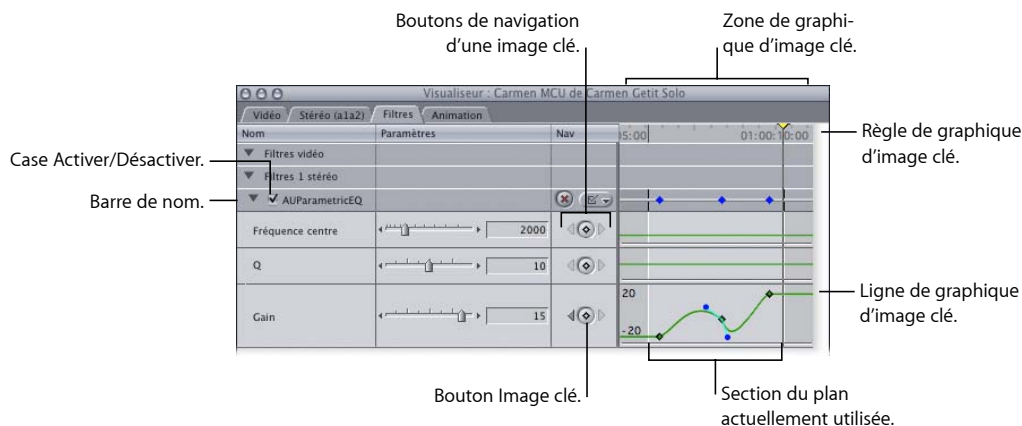 Boutons de navigation
d'une image clé.
Zone de graphi-
que d'image clé.
Visualiseur : Carmen MCU de Carmen Getit Solo
Vidéo Stéréo (a1a2) Filtres Animation
Nom Paramètres Nav 05:00 01:00:10:00
Règle de graphique
d'image clé.
Filtres vidéo
Case Activer/Désactiver.
Filtres 1 stéréo
Barre de nom.
AUParametricEQ
Fréquence centre 2000
Q 10
20
Ligne de graphique
d'image clé.
Gain 15
-20
Bouton Image clé.
Section du plan
actuellement utilisée.